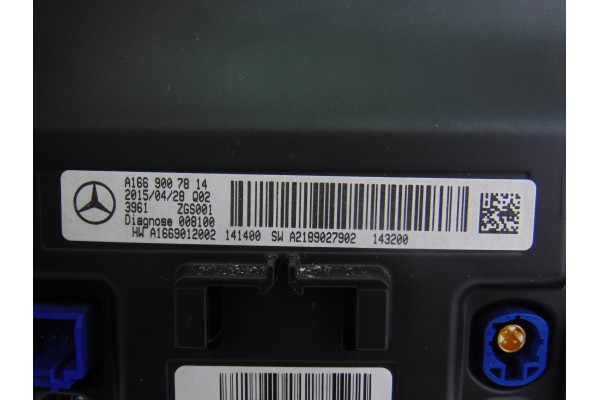 A166 900 78 14
2015/04/28 Q02
3961 ZGS001
Diagnose 008100
HW A1669012002 141400 SW A2189027902 143200